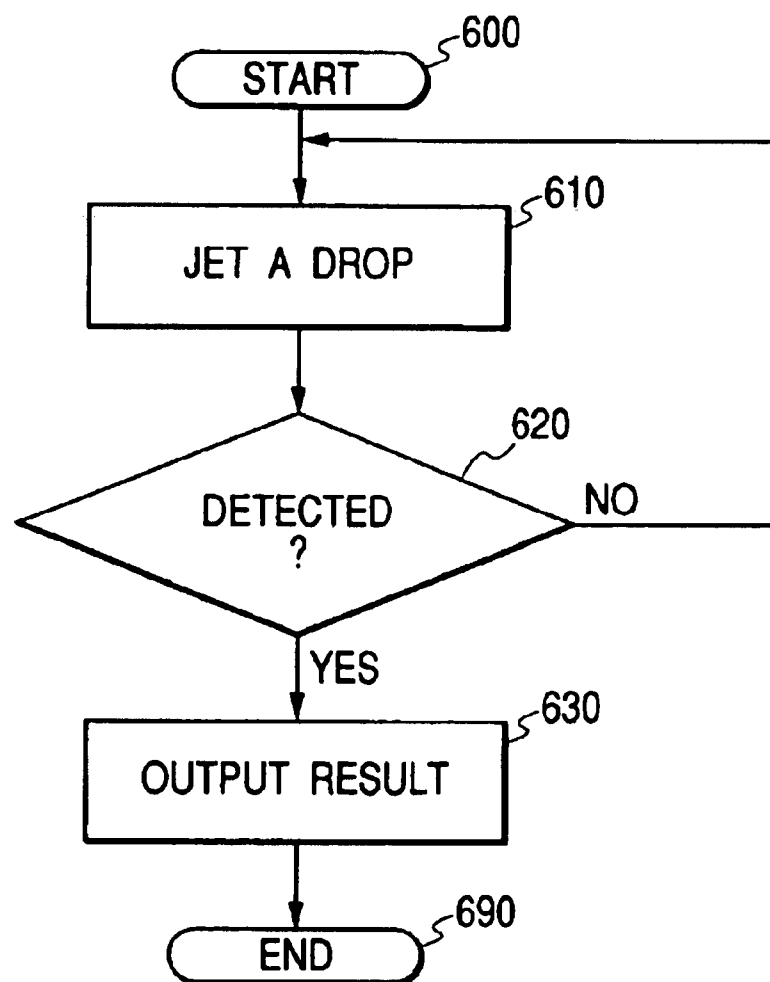 600
START
610
JET A DROP
620
DETECTED
?
NO
YES
630
OUTPUT RESULT
690
END